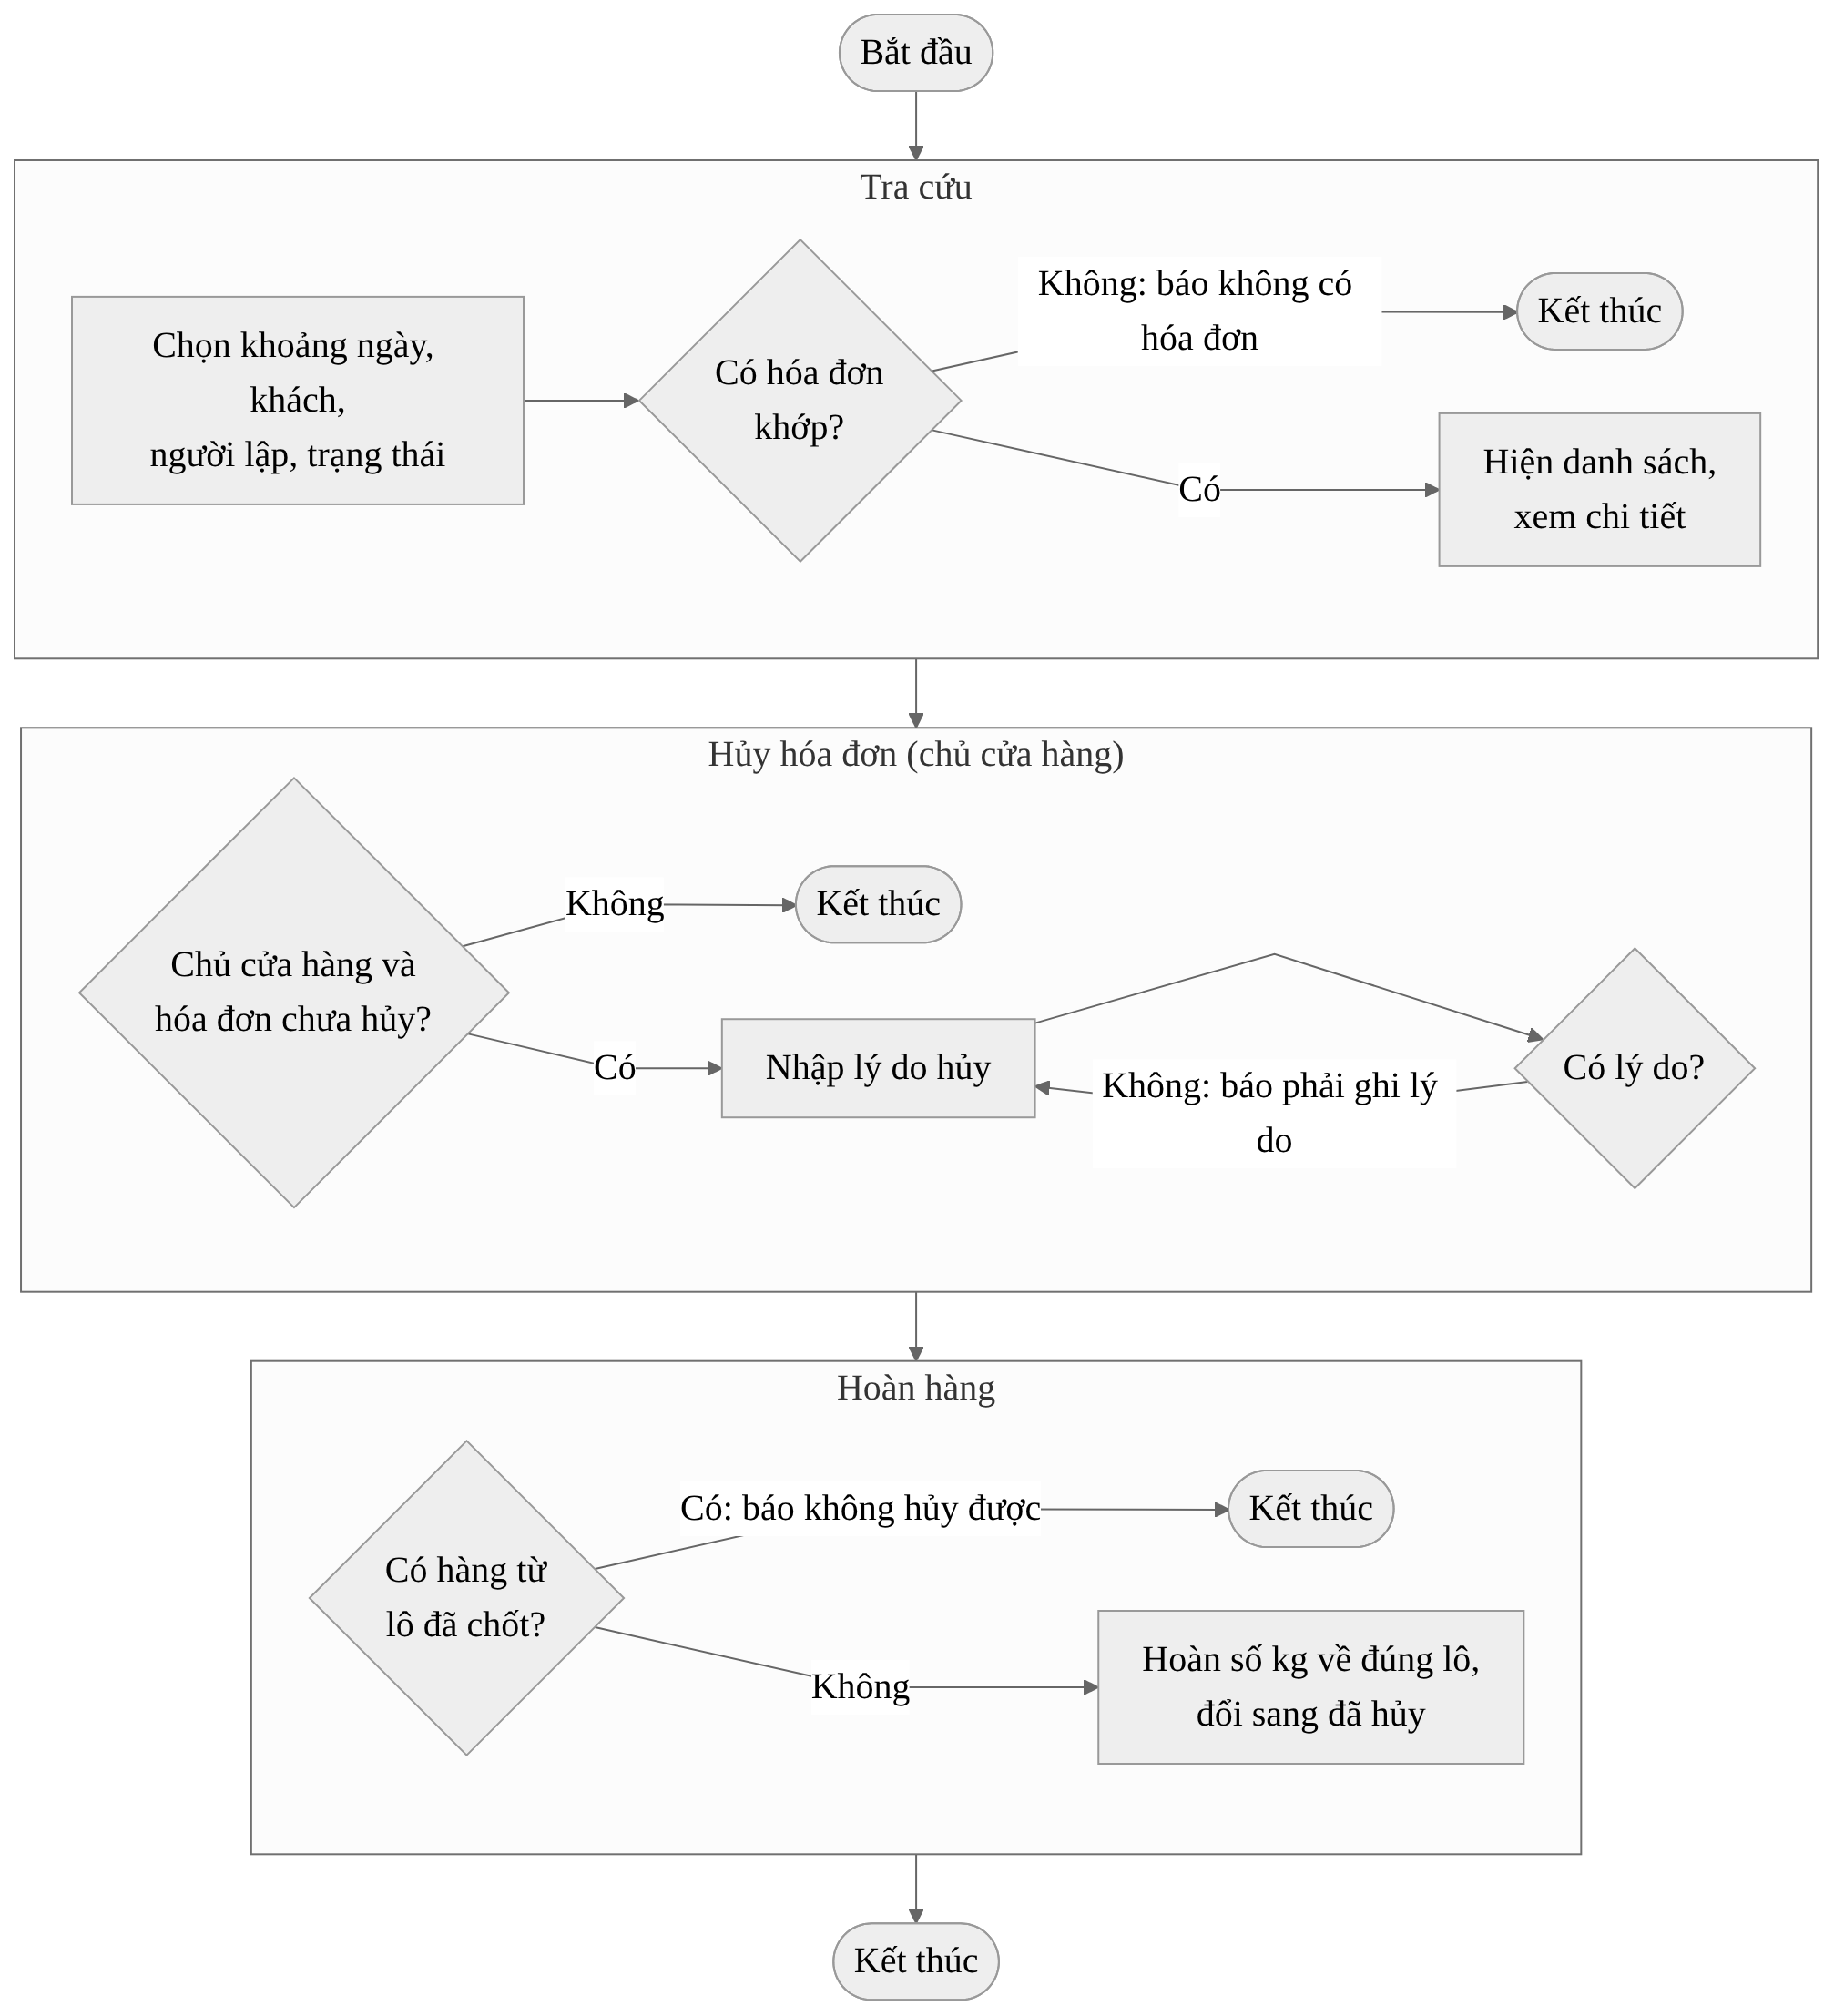 Bắt đầu
Tra cứu
Chọn khoảng ngày,
khách,
người lập, trạng thái
Có hóa đơn
khớp?
Không: báo không có
hóa đơn
Kết thúc
Có
Hiện danh sách,
xem chi tiết
Hủy hóa đơn (chủ cửa hàng)
Chủ cửa hàng và
hóa đơn chưa hủy?
Không
Kết thúc
Có
Nhập lý do hủy
Không: báo phải ghi lý
do
Có lý do?
Hoàn hàng
Có hàng từ
lô đã chốt?
Có: báo không hủy được
Kết thúc
Không
Hoàn số kg về đúng lô,
đổi sang đã hủy
Kết thúc